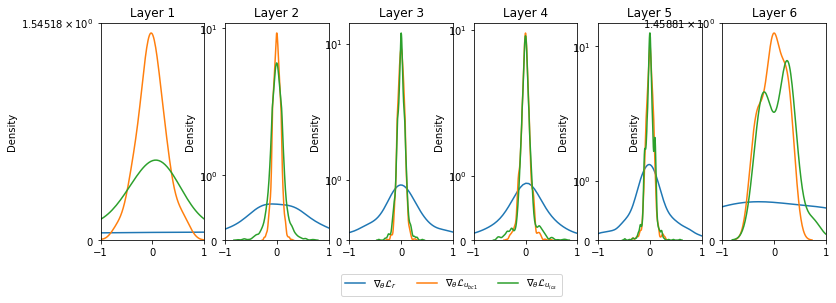 Layer 1 Layer 2 Layer 3 Layer 4 Layer 5 Layer 6
1.54518 × 10⁰ 10¹ 10¹ 10¹ 10¹ 1.45881 × 10⁰
10⁰ 10⁰ 10⁰ 10⁰
Density Density Density Density Density Density
0 0 0 0 0 0
−1 0 1 −1 0 1 −1 0 1 −1 0 1 −1 0 1 −1 0 1
∇θℒr ∇θℒu_bc1 ∇θℒu_ics